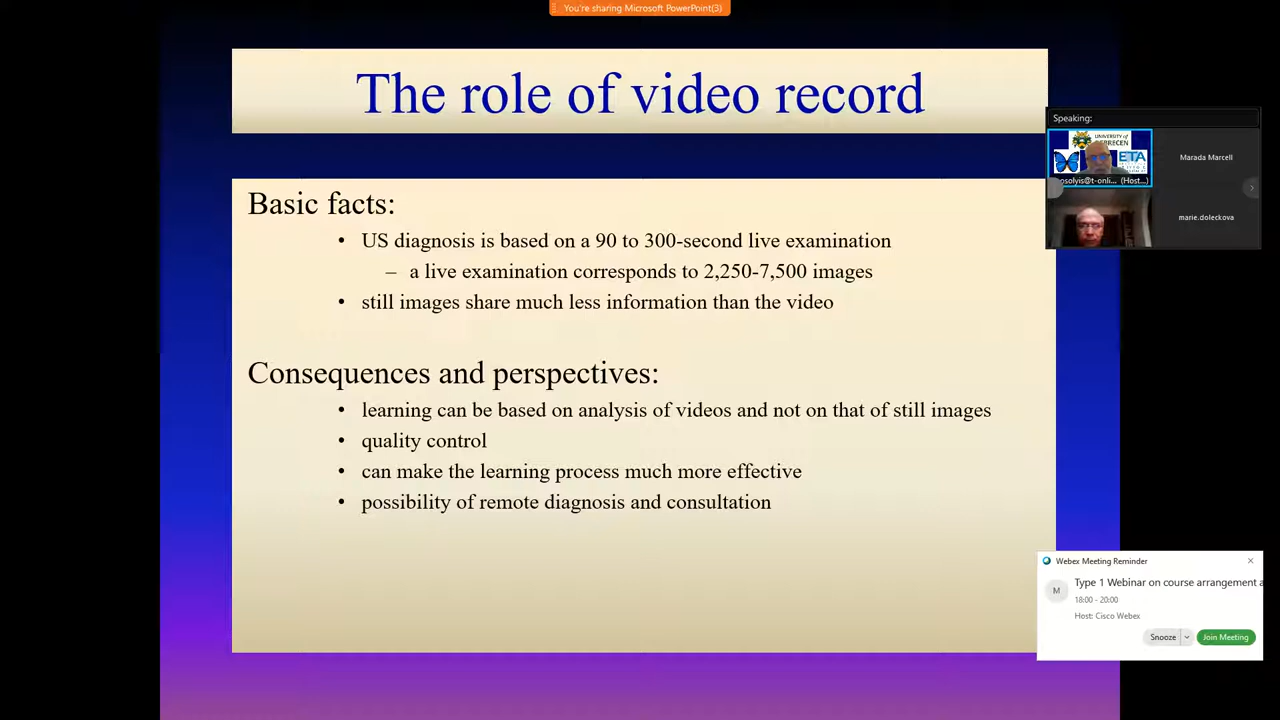 You're sharing Microsoft PowerPoint(3)
The role of video record
Speaking:
UNIVERSITY of
ETA
(Host...)
Marada Marcell
marie.doleckova
Basic facts:
• US diagnosis is based on a 90 to 300-second live examination
– a live examination corresponds to 2,250-7,500 images
• still images share much less information than the video
Consequences and perspectives:
• learning can be based on analysis of videos and not on that of still images
• quality control
• can make the learning process much more effective
• possibility of remote diagnosis and consultation
Webex Meeting Reminder
M
Type 1 Webinar on course arrangement a
18:00 - 20:00
Host: Cisco Webex
Snooze
Join Meeting